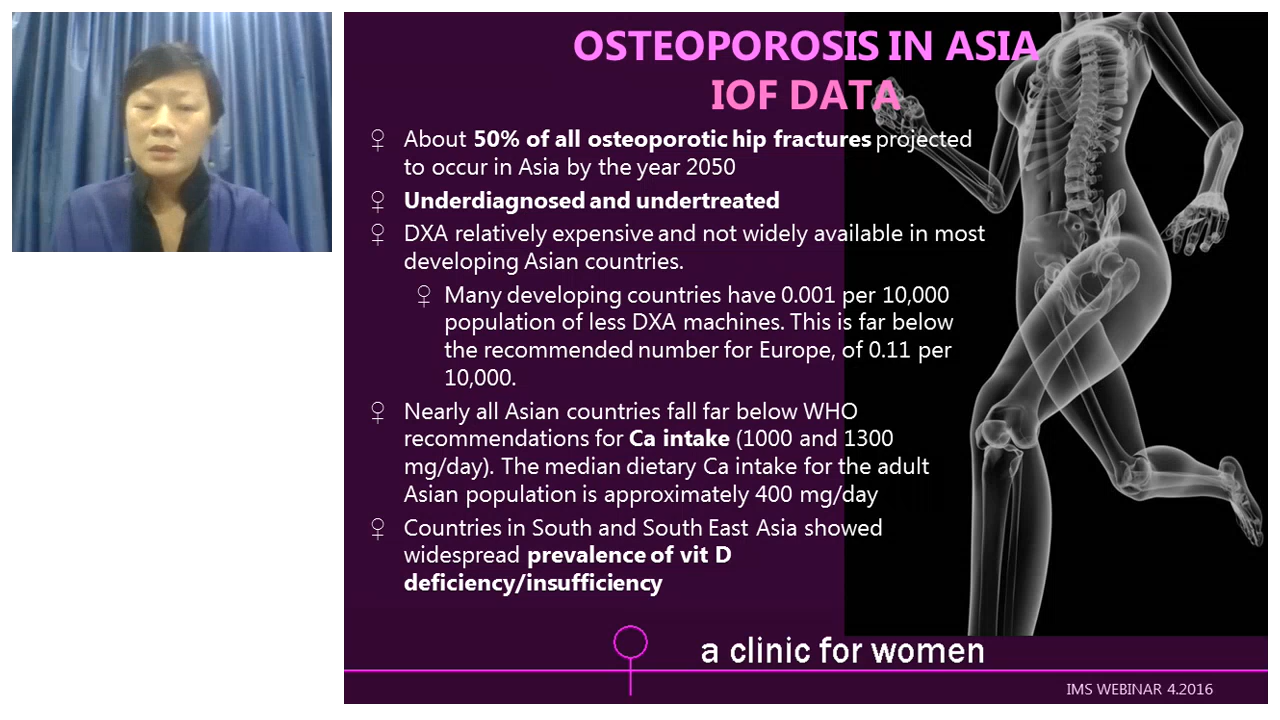 OSTEOPOROSIS IN ASIA
IOF DATA
♀ About 50% of all osteoporotic hip fractures projected
to occur in Asia by the year 2050
♀ Underdiagnosed and undertreated
♀ DXA relatively expensive and not widely available in most
developing Asian countries.
♀ Many developing countries have 0.001 per 10,000
population of less DXA machines. This is far below
the recommended number for Europe, of 0.11 per
10,000.
♀ Nearly all Asian countries fall far below WHO
recommendations for Ca intake (1000 and 1300
mg/day). The median dietary Ca intake for the adult
Asian population is approximately 400 mg/day
♀ Countries in South and South East Asia showed
widespread prevalence of vit D
deficiency/insufficiency
a clinic for women
IMS WEBINAR 4.2016